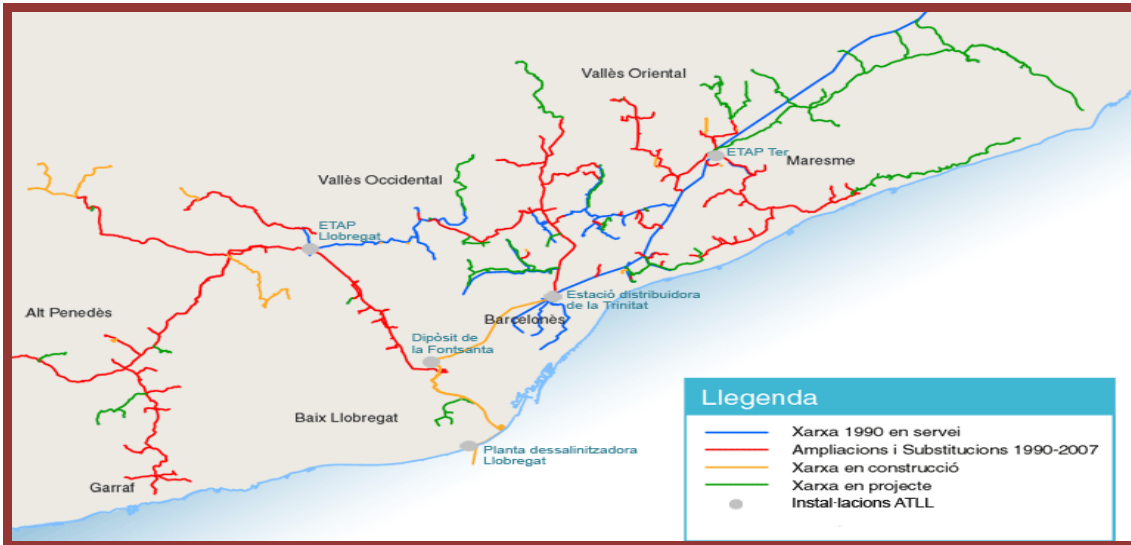 Vallès Oriental
ETAP Ter
Maresme
Vallès Occidental
ETAP
Llobregat
Estació distribuidora
de la Trinitat
Alt Penedès
Barcelonès
Dipòsit de
la Fontsanta
Baix Llobregat
Planta dessalinitzadora
Llobregat
Garraf
Llegenda
Xarxa 1990 en servei
Ampliacions i Substitucions 1990-2007
Xarxa en construcció
Xarxa en projecte
Instal·lacions ATLL